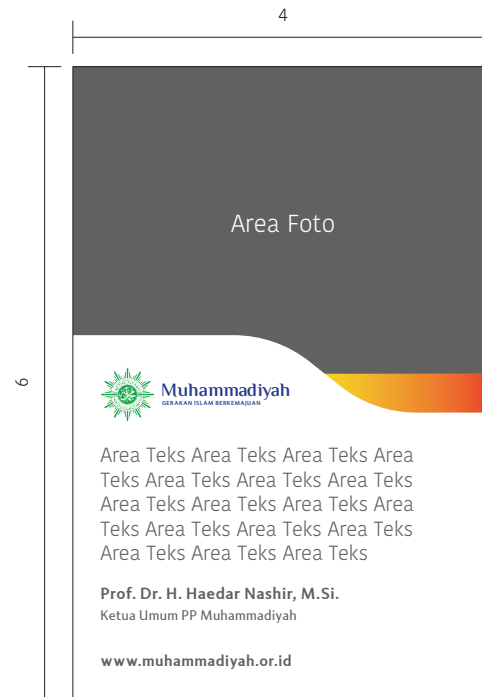 4
6
Area Foto
Muhammadiyah
GERAKAN ISLAM BERKEMAJUAN
Area Teks Area Teks Area Teks Area
Teks Area Teks Area Teks Area Teks
Area Teks Area Teks Area Teks Area
Teks Area Teks Area Teks Area Teks
Area Teks Area Teks Area Teks
Prof. Dr. H. Haedar Nashir, M.Si.
Ketua Umum PP Muhammadiyah
www.muhammadiyah.or.id